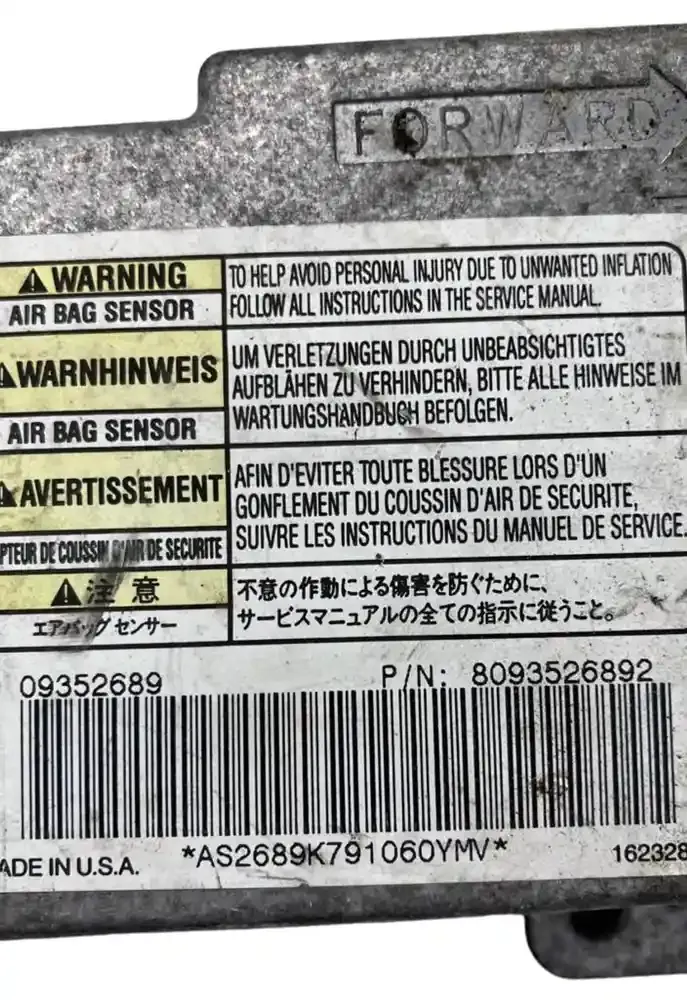 FORWARD
WARNING
AIR BAG SENSOR
TO HELP AVOID PERSONAL INJURY DUE TO UNWANTED INFLATION
FOLLOW ALL INSTRUCTIONS IN THE SERVICE MANUAL.
WARNHINWEIS
AIR BAG SENSOR
UM VERLETZUNGEN DURCH UNBEABSICHTIGTES
AUFBLÄHEN ZU VERHINDERN, BITTE ALLE HINWEISE IM
WARTUNGSHANDBUCH BEFOLGEN.
AVERTISSEMENT
PTEUR DE COUSSIN D'AIR DE SECURITE
AFIN D'EVITER TOUTE BLESSURE LORS D'UN
GONFLEMENT DU COUSSIN D'AIR DE SECURITE,
SUIVRE LES INSTRUCTIONS DU MANUEL DE SERVICE.
注意
エアバッグ センサー
不意の作動による傷害を防ぐために、
サービスマニュアルの全ての指示に従うこと。
09352689 P/N: 8093526892
ADE IN U.S.A. *AS2689K791060YMV* 162328